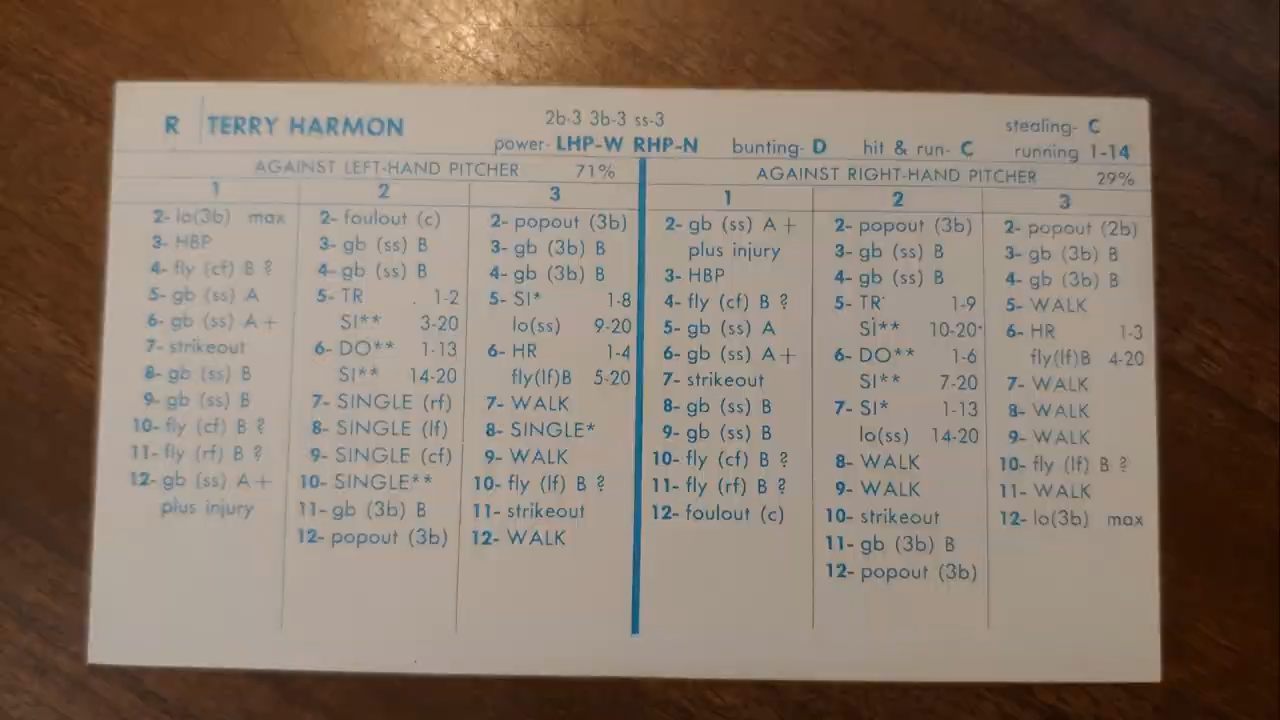 R TERRY HARMON
2b-3 3b-3 ss-3
stealing- C
power- LHP-W RHP-N bunting- D hit & run- C running 1-14
AGAINST LEFT-HAND PITCHER 71%
1 2 3
2- lo(3b) max
3- HBP
4- fly (cf) B ?
5- gb (ss) A
6- gb (ss) A+
7- strikeout
8- gb (ss) B
9- gb (ss) B
10- fly (cf) B ?
11- fly (rf) B ?
12- gb (ss) A+
plus injury
2- foulout (c)
3- gb (ss) B
4- gb (ss) B
5- TR 1-2
SI** 3-20
6- DO** 1-13
SI** 14-20
7- SINGLE (rf)
8- SINGLE (lf)
9- SINGLE (cf)
10- SINGLE**
11- gb (3b) B
12- popout (3b)
2- popout (3b)
3- gb (3b) B
4- gb (3b) B
5- SI* 1-8
lo(ss) 9-20
6- HR 1-4
fly(lf)B 5-20
7- WALK
8- SINGLE*
9- WALK
10- fly (lf) B ?
11- strikeout
12- WALK
AGAINST RIGHT-HAND PITCHER 29%
1 2 3
2- gb (ss) A+
plus injury
3- HBP
4- fly (cf) B ?
5- gb (ss) A
6- gb (ss) A+
7- strikeout
8- gb (ss) B
9- gb (ss) B
10- fly (cf) B ?
11- fly (rf) B ?
12- foulout (c)
2- popout (3b)
3- gb (ss) B
4- gb (ss) B
5- TR 1-9
SI** 10-20
6- DO** 1-6
SI** 7-20
7- SI* 1-13
lo(ss) 14-20
8- WALK
9- WALK
10- strikeout
11- gb (3b) B
12- popout (3b)
2- popout (2b)
3- gb (3b) B
4- gb (3b) B
5- WALK
6- HR 1-3
fly(lf)B 4-20
7- WALK
8- WALK
9- WALK
10- fly (lf) B ?
11- WALK
12- lo(3b) max